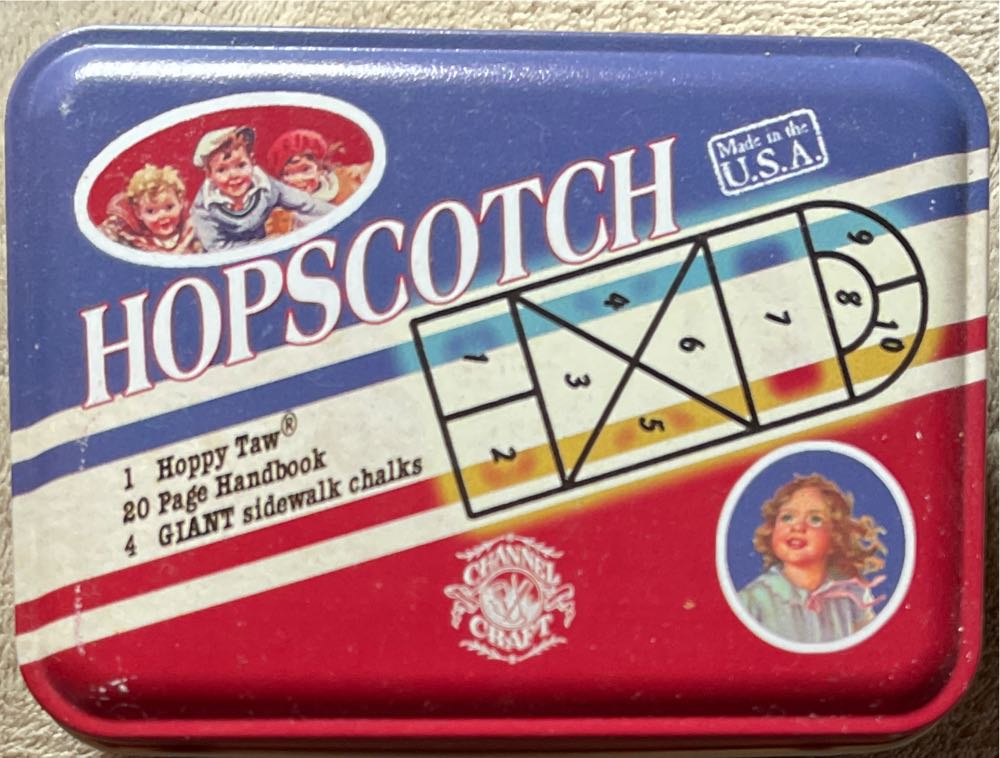 Made in the
U.S.A.
HOPSCOTCH
1 2 3 4 5 6 7 8 9 10
1 Hoppy Taw®
20 Page Handbook
4 GIANT sidewalk chalks
CHANNEL
CRAFT